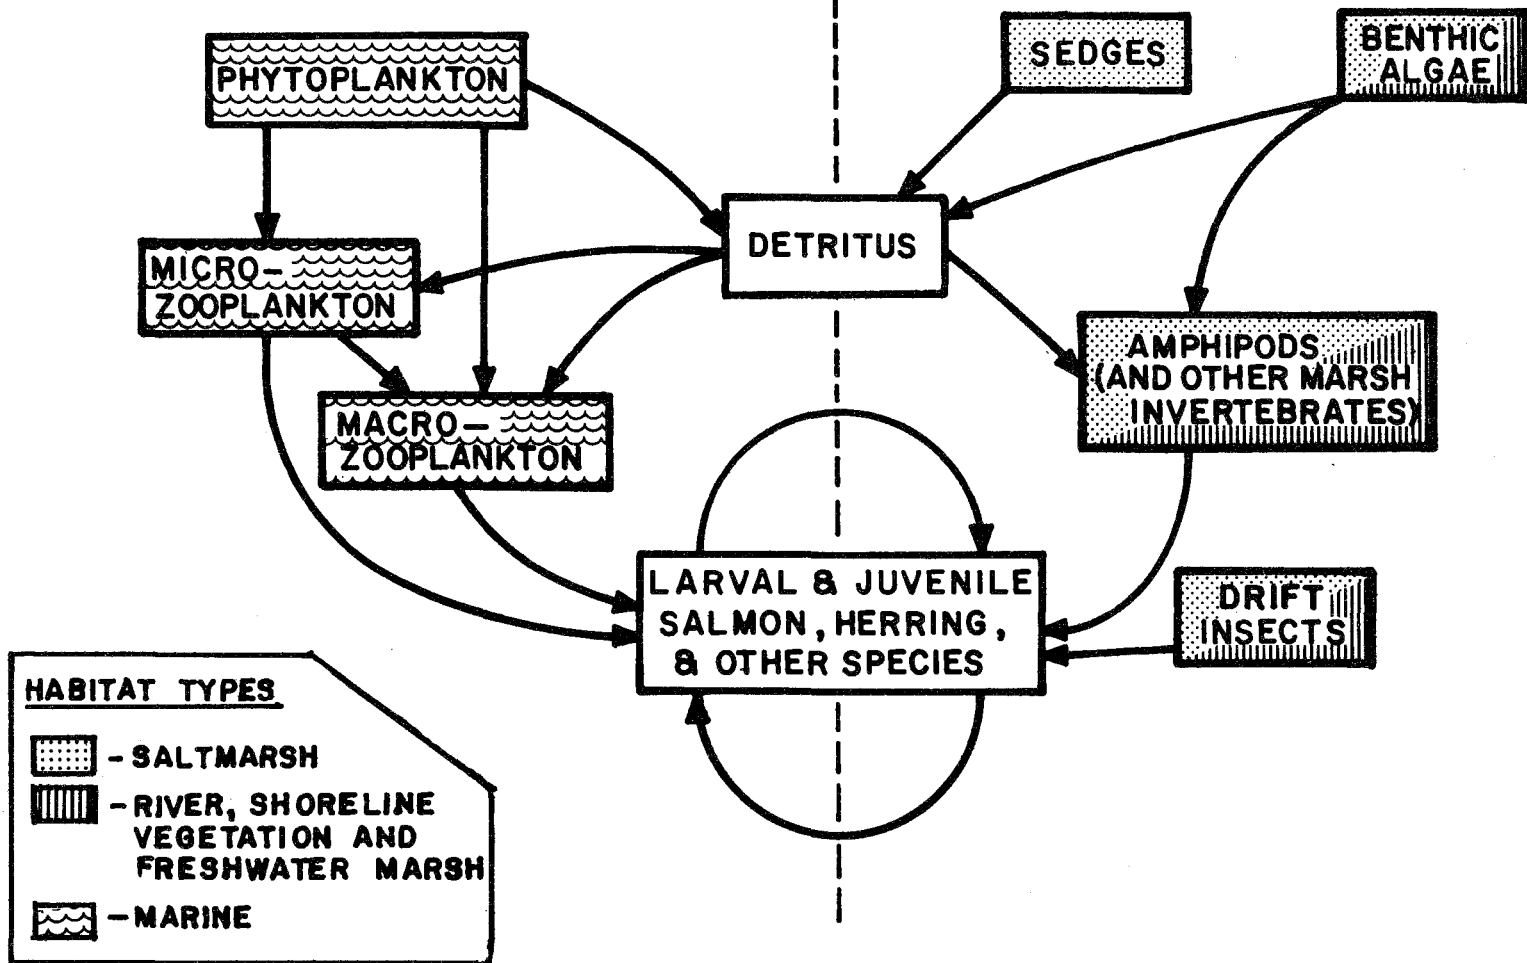 PHYTOPLANKTON
SEDGES
BENTHIC
ALGAE
DETRITUS
MICRO-
ZOOPLANKTON
AMPHIPODS
(AND OTHER MARSH
INVERTEBRATES)
MACRO-
ZOOPLANKTON
LARVAL & JUVENILE
SALMON, HERRING,
& OTHER SPECIES
DRIFT
INSECTS
HABITAT TYPES
- SALTMARSH
- RIVER, SHORELINE
VEGETATION AND
FRESHWATER MARSH
- MARINE